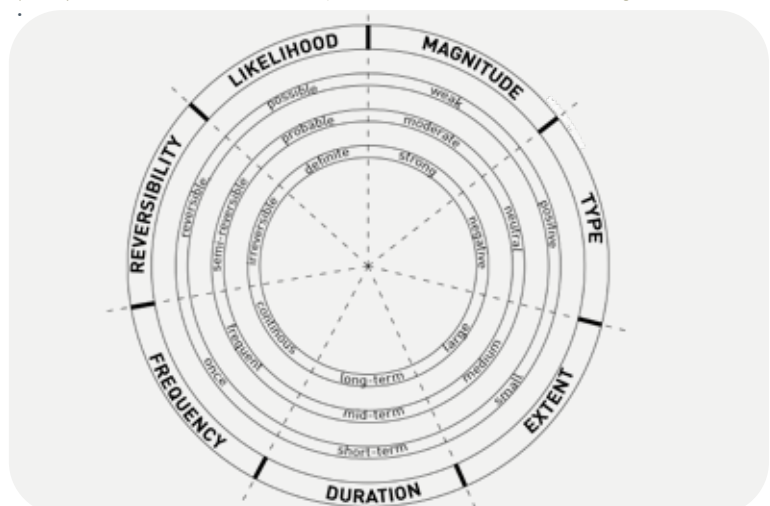 LIKELIHOOD
possible
probable
definite
MAGNITUDE
weak
moderate
strong
TYPE
positive
neutral
negative
EXTENT
small
medium
large
DURATION
short-term
mid-term
long-term
FREQUENCY
once
frequent
continous
REVERSIBILITY
reversible
semi-reversible
irreversible